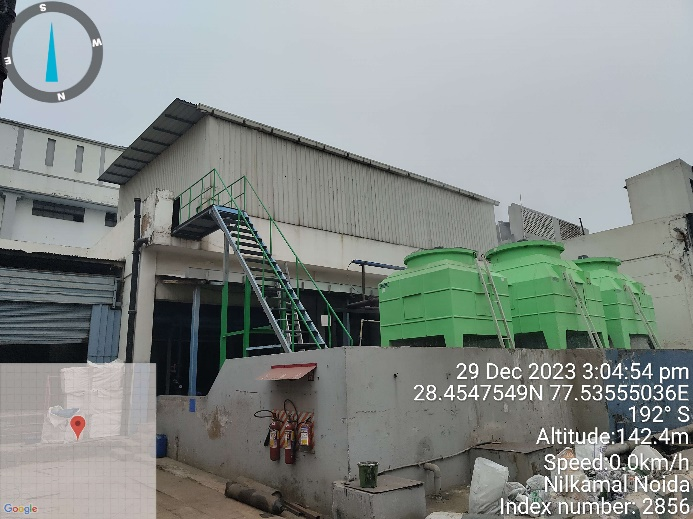 S
W
E
N
29 Dec 2023 3:04:54 pm
28.4547549N 77.53555036E
192° S
Altitude:142.4m
Speed:0.0km/h
Nilkamal Noida
Index number: 2856
Google